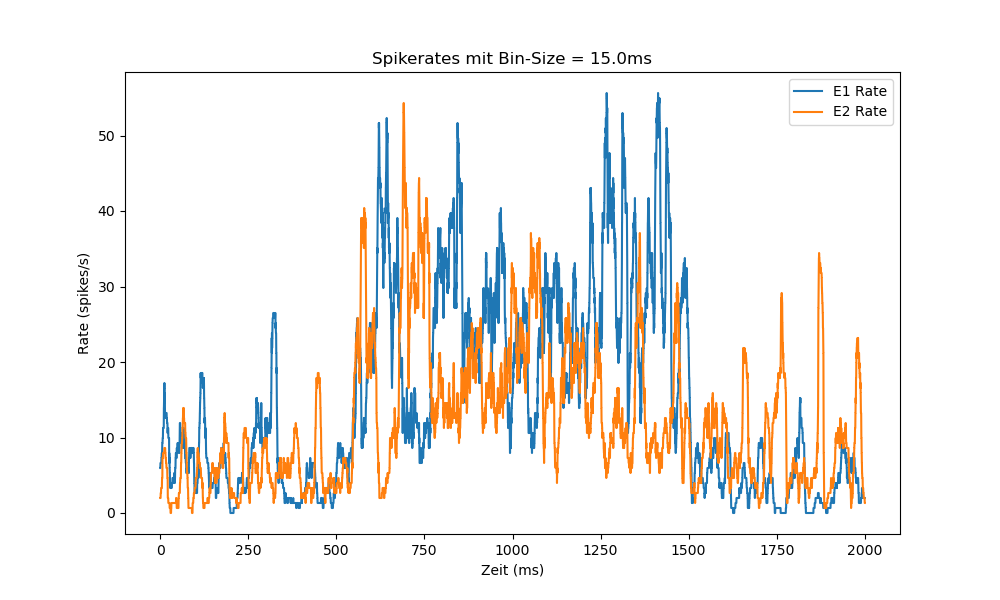 Spikerates mit Bin-Size = 15.0ms
E1 Rate
E2 Rate
Rate (spikes/s)
50
40
30
20
10
0
0 250 500 750 1000 1250 1500 1750 2000
Zeit (ms)